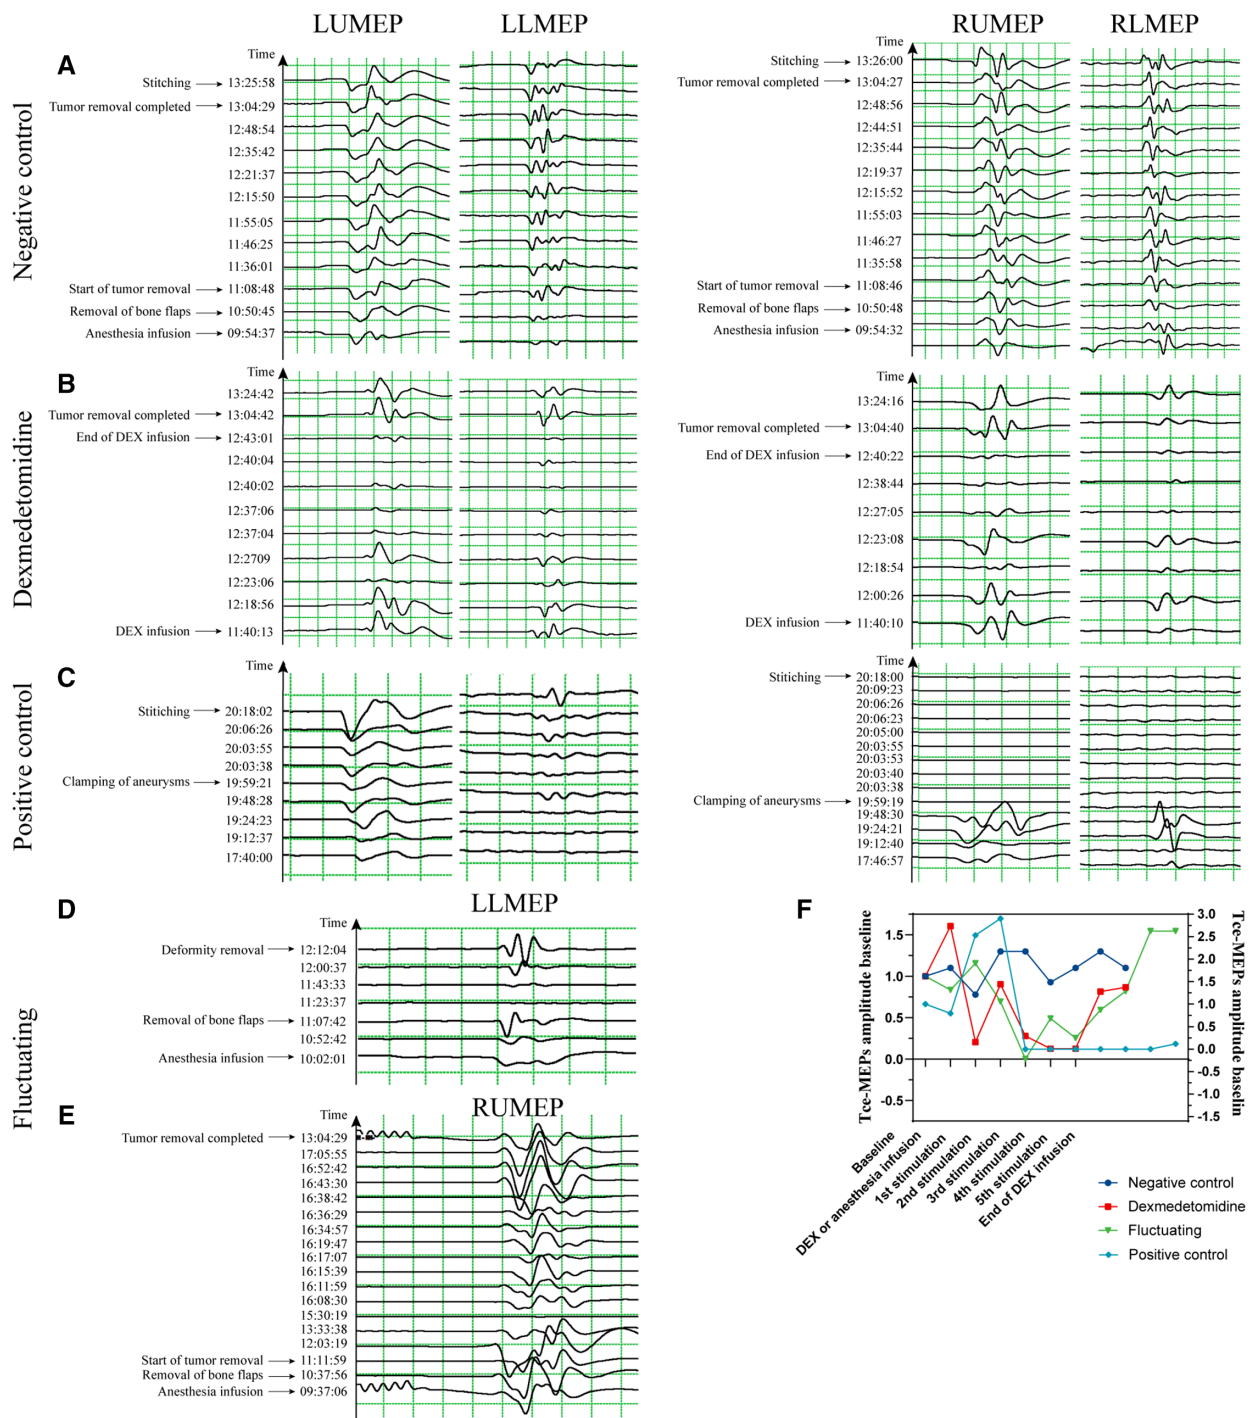 LUMEP LLMEP RUMEP RLMEP
A
Negative control
Time
Stitching 13:25:58
Tumor removal completed 13:04:29
12:48:54
12:35:42
12:21:37
12:15:50
11:55:05
11:46:25
11:36:01
Start of tumor removal 11:08:48
Removal of bone flaps 10:50:45
Anesthesia infusion 09:54:37
Time
Stitching 13:26:00
Tumor removal completed 13:04:27
12:48:56
12:44:51
12:35:44
12:19:37
12:15:52
11:55:03
11:46:27
11:35:58
Start of tumor removal 11:08:46
Removal of bone flaps 10:50:48
Anesthesia infusion 09:54:32
B
Dexmedetomidine
Time
13:24:42
Tumor removal completed 13:04:42
End of DEX infusion 12:43:01
12:40:04
12:40:02
12:37:06
12:37:04
12:2709
12:23:06
12:18:56
DEX infusion 11:40:13
Time
13:24:16
Tumor removal completed 13:04:40
End of DEX infusion 12:40:22
12:38:44
12:27:05
12:23:08
12:18:54
12:00:26
DEX infusion 11:40:10
C
Positive control
Time
Stitiching 20:18:02
20:06:26
20:03:55
20:03:38
Clamping of aneurysms 19:59:21
19:48:28
19:24:23
19:12:37
17:40:00
Time
Stitiching 20:18:00
20:09:23
20:06:26
20:06:23
20:05:00
20:03:55
20:03:53
20:03:40
20:03:38
Clamping of aneurysms 19:59:19
19:48:30
19:24:21
19:12:40
17:46:57
D
LLMEP
Fluctuating
Time
Deformity removal 12:12:04
12:00:37
11:43:33
11:23:37
Removal of bone flaps 11:07:42
10:52:42
Anesthesia infusion 10:02:01
E
RUMEP
Time
Tumor removal completed 13:04:29
17:05:55
16:52:42
16:43:30
16:38:42
16:36:29
16:34:57
16:19:47
16:17:07
16:15:39
16:11:59
16:08:30
15:30:19
13:33:38
12:03:19
Start of tumor removal 11:11:59
Removal of bone flaps 10:37:56
Anesthesia infusion 09:37:06
F
Tce-MEPs amplitude baseline
1.5
1.0
0.5
0.0
-0.5
3.0
2.5
2.0
1.5
1.0
0.5
0.0
-0.5
-1.0
-1.5
Tce-MEPs amplitude baselin
Baseline
DEX or anesthesia infusion
1st stimulation
2nd stimulation
3rd stimulation
4th stimulation
5th stimulation
End of DEX infusion
Negative control
Dexmedetomidine
Fluctuating
Positive control